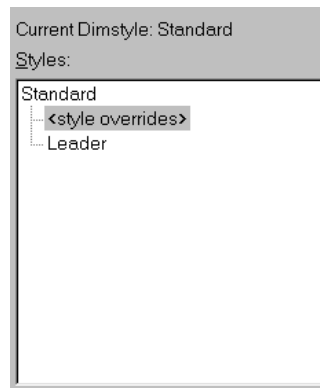 Current Dimstyle: Standard
Styles:
Standard
<style overrides>
Leader